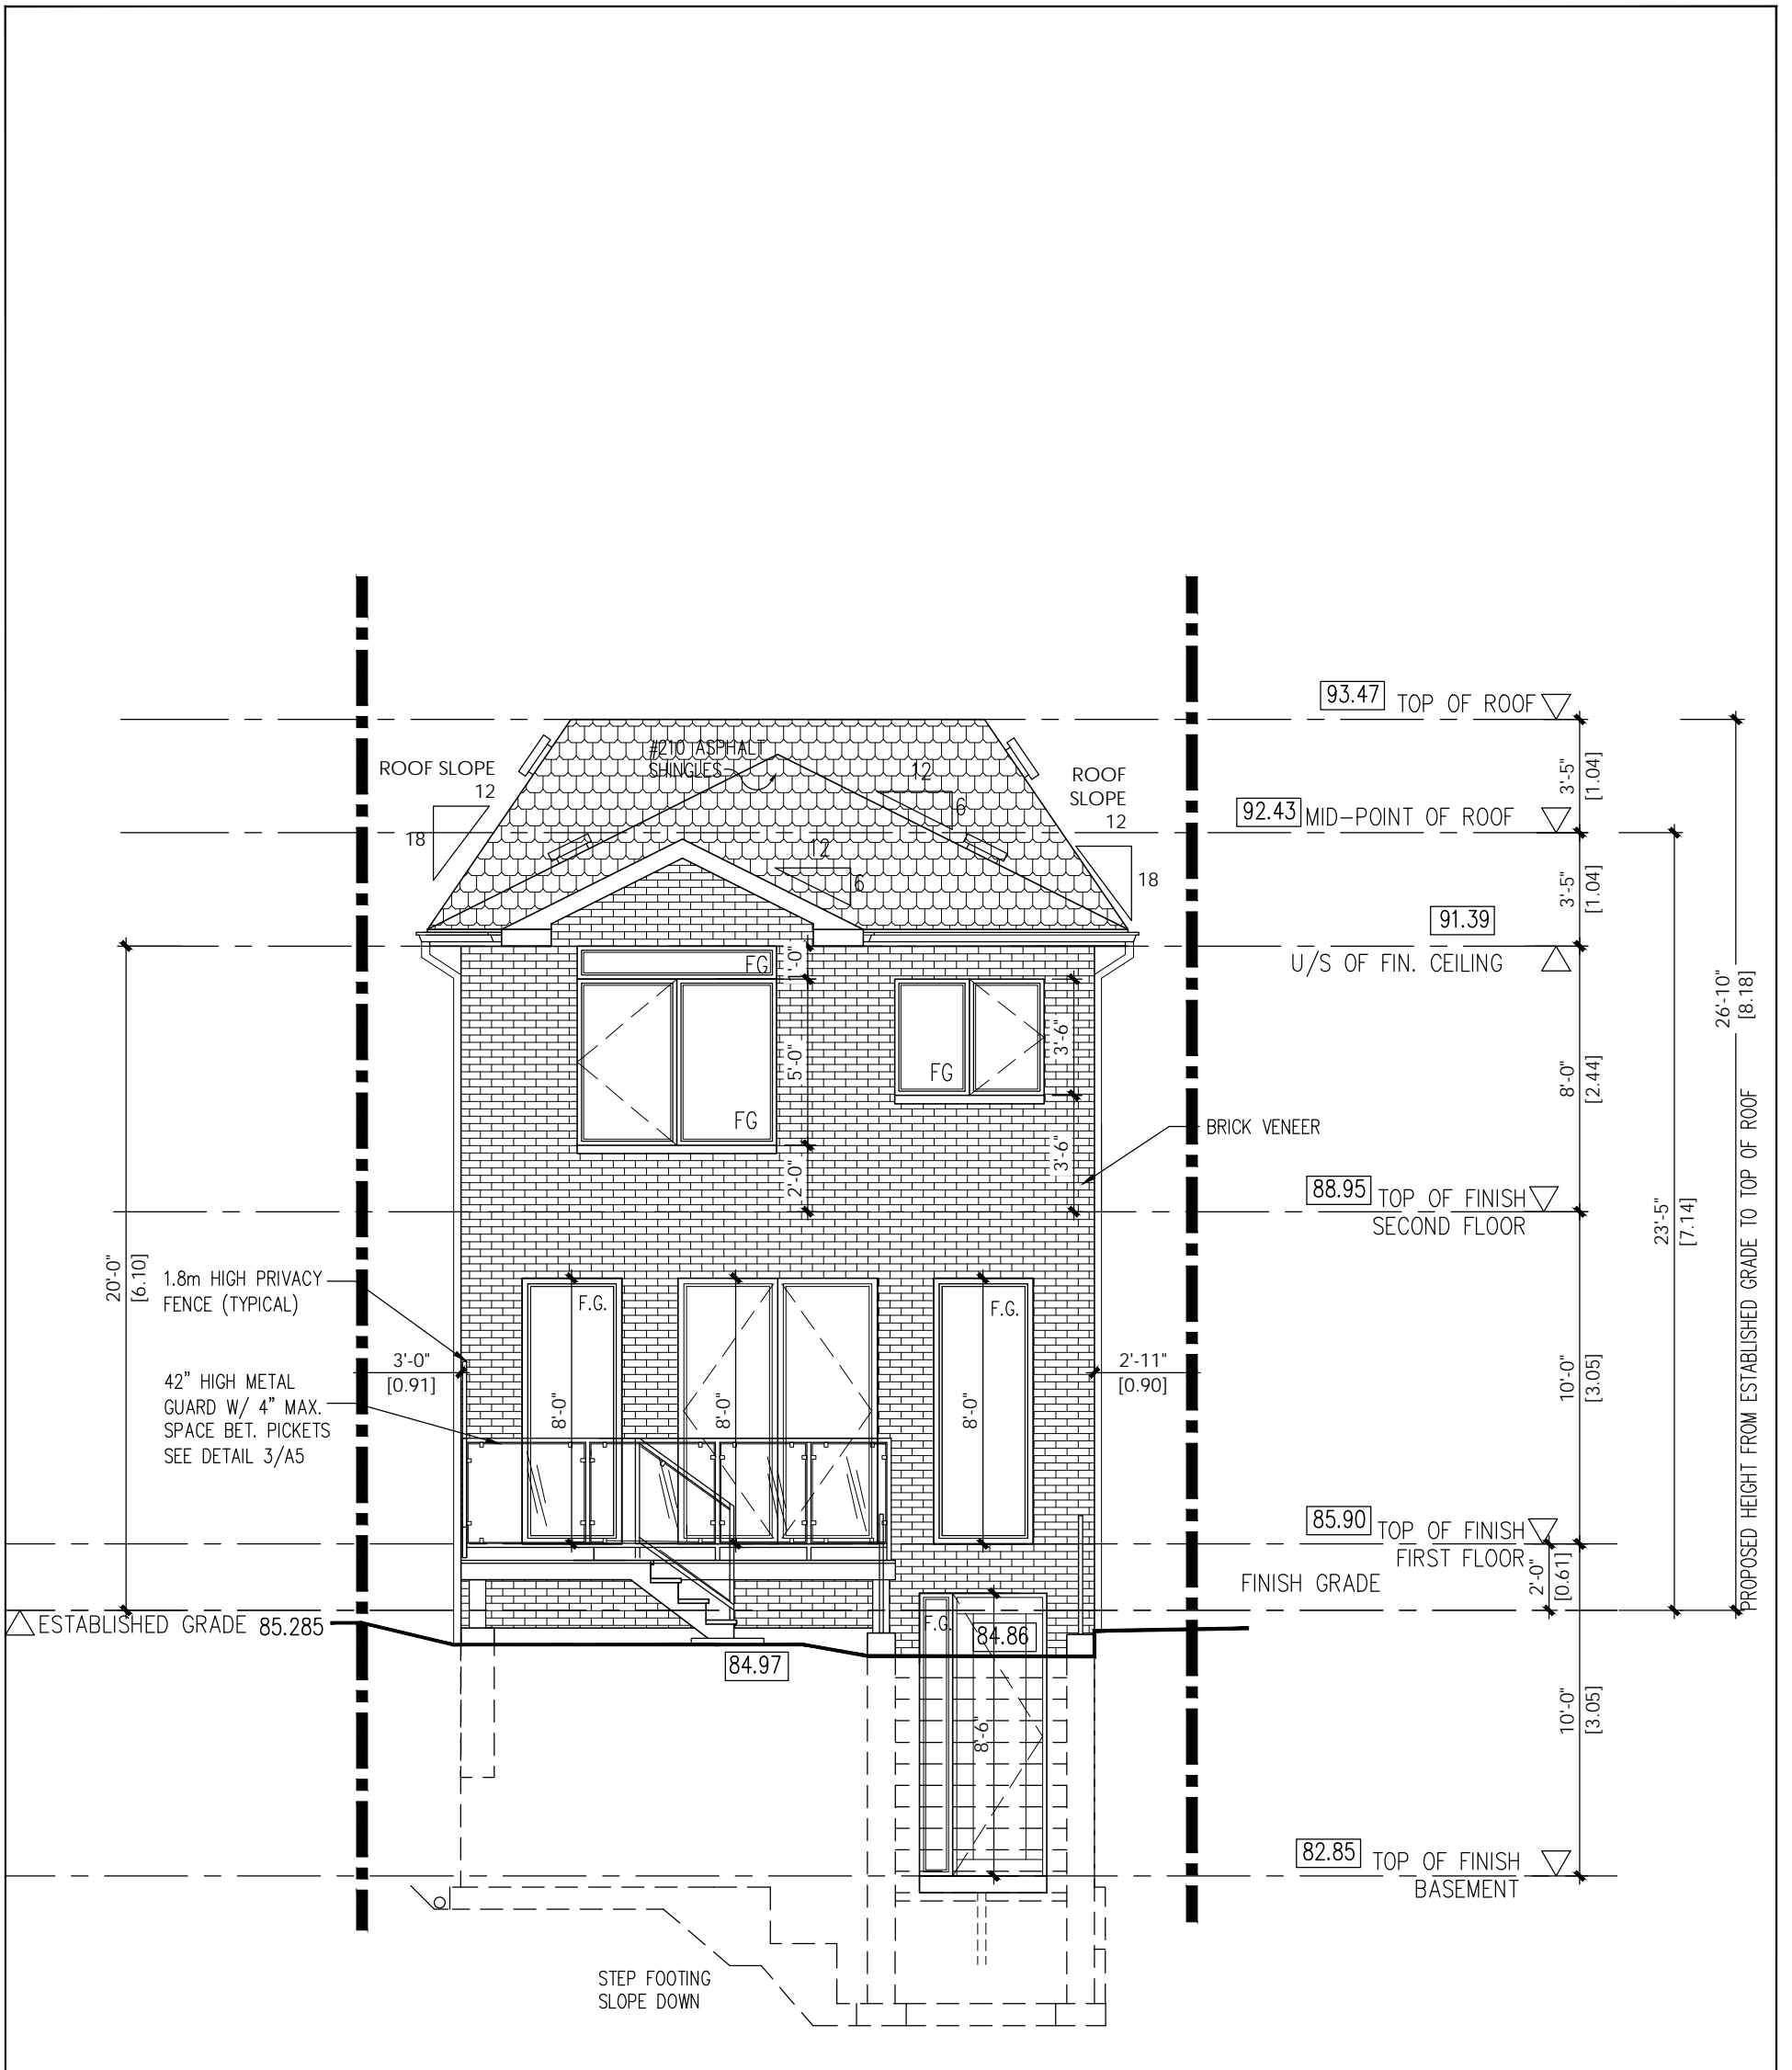 93.47 TOP OF ROOF
#210 ASPHALT
SHINGLES
ROOF SLOPE
12
18
12
6
ROOF
SLOPE
12
18
3'-5"
[1.04]
92.43 MID-POINT OF ROOF
12
6
3'-5"
[1.04]
91.39
U/S OF FIN. CEILING
26'-10"
[8.18]
FG
1'-0"
5'-0"
FG
2'-0"
FG
3'-6"
3'-6"
8'-0"
[2.44]
BRICK VENEER
88.95 TOP OF FINISH
SECOND FLOOR
23'-5"
[7.14]
PROPOSED HEIGHT FROM ESTABLISHED GRADE TO TOP OF ROOF
20'-0"
[6.10]
1.8m HIGH PRIVACY
FENCE (TYPICAL)
F.G.
F.G.
3'-0"
[0.91]
2'-11"
[0.90]
42" HIGH METAL
GUARD W/ 4" MAX.
SPACE BET. PICKETS
SEE DETAIL 3/A5
8'-0"
8'-0"
8'-0"
10'-0"
[3.05]
85.90 TOP OF FINISH
FIRST FLOOR
2'-0"
[0.61]
FINISH GRADE
ESTABLISHED GRADE 85.285
F.G.
84.86
84.97
8'-6"
10'-0"
[3.05]
82.85 TOP OF FINISH
BASEMENT
STEP FOOTING
SLOPE DOWN